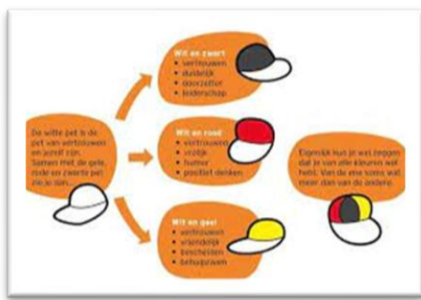 De witte pet is de
pet van vertrouwen
en jezelf zijn.
Samen met de gele,
rode en zwarte pet
zie je dan...
Wit en zwart
• vertrouwen
• duidelijk
• doorzetter
• leiderschap
Wit en rood
• vertrouwen
• vrolijk
• humor
• positief denken
Wit en geel
• vertrouwen
• vriendelijk
• bescheiden
• behulpzaam
Eigenlijk kun je wel zeggen
dat je van alle kleuren wel
hebt. Van de ene soms wat
meer dan van de andere.